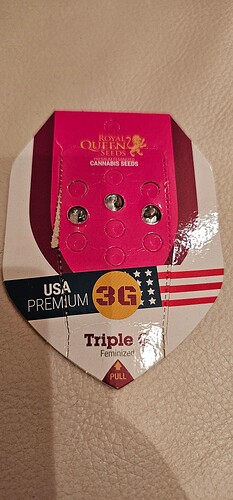 ROYAL
QUEEN
SEEDS
CANNABIS SEEDS
USA
PREMIUM
3G
Triple
Feminized
PULL